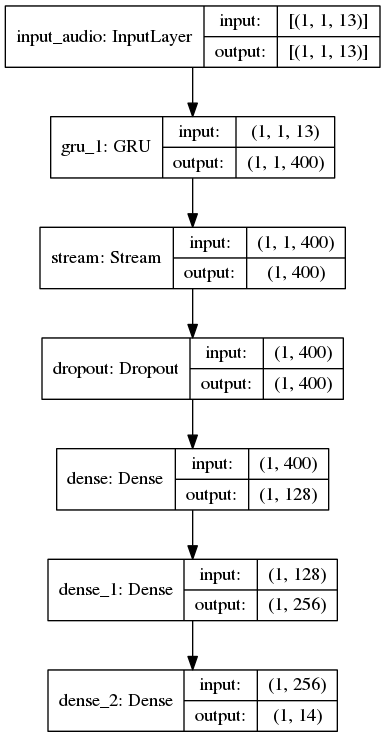 input_audio: InputLayer input: [(1, 1, 13)]
output: [(1, 1, 13)]
gru_1: GRU input: (1, 1, 13)
output: (1, 1, 400)
stream: Stream input: (1, 1, 400)
output: (1, 400)
dropout: Dropout input: (1, 400)
output: (1, 400)
dense: Dense input: (1, 400)
output: (1, 128)
dense_1: Dense input: (1, 128)
output: (1, 256)
dense_2: Dense input: (1, 256)
output: (1, 14)